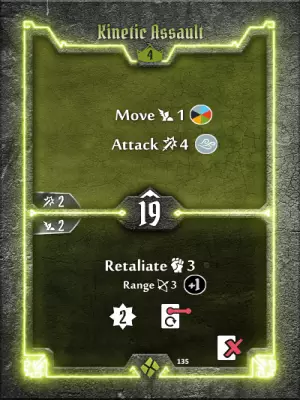 Kinetic Assault
4
Move 1
Attack 4
2
19
2
Retaliate 3
Range 3 +1
2
135